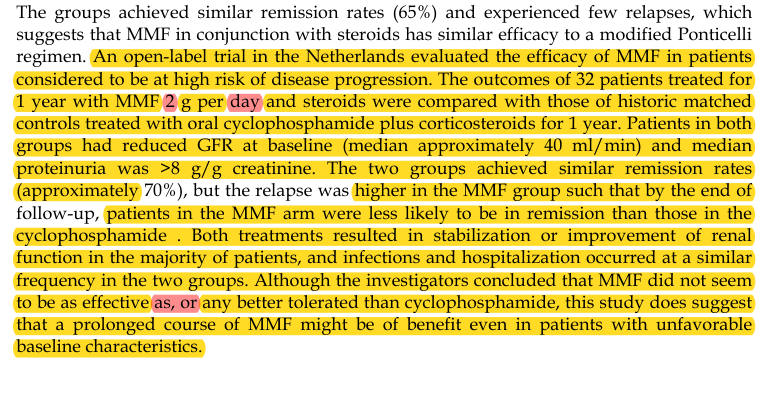 The groups achieved similar remission rates (65%) and experienced few relapses, which
suggests that MMF in conjunction with steroids has similar efficacy to a modified Ponticelli
regimen. An open-label trial in the Netherlands evaluated the efficacy of MMF in patients
considered to be at high risk of disease progression. The outcomes of 32 patients treated for
1 year with MMF 2 g per day and steroids were compared with those of historic matched
controls treated with oral cyclophosphamide plus corticosteroids for 1 year. Patients in both
groups had reduced GFR at baseline (median approximately 40 ml/min) and median
proteinuria was >8 g/g creatinine. The two groups achieved similar remission rates
(approximately 70%), but the relapse was higher in the MMF group such that by the end of
follow-up, patients in the MMF arm were less likely to be in remission than those in the
cyclophosphamide . Both treatments resulted in stabilization or improvement of renal
function in the majority of patients, and infections and hospitalization occurred at a similar
frequency in the two groups. Although the investigators concluded that MMF did not seem
to be as effective as, or any better tolerated than cyclophosphamide, this study does suggest
that a prolonged course of MMF might be of benefit even in patients with unfavorable
baseline characteristics.